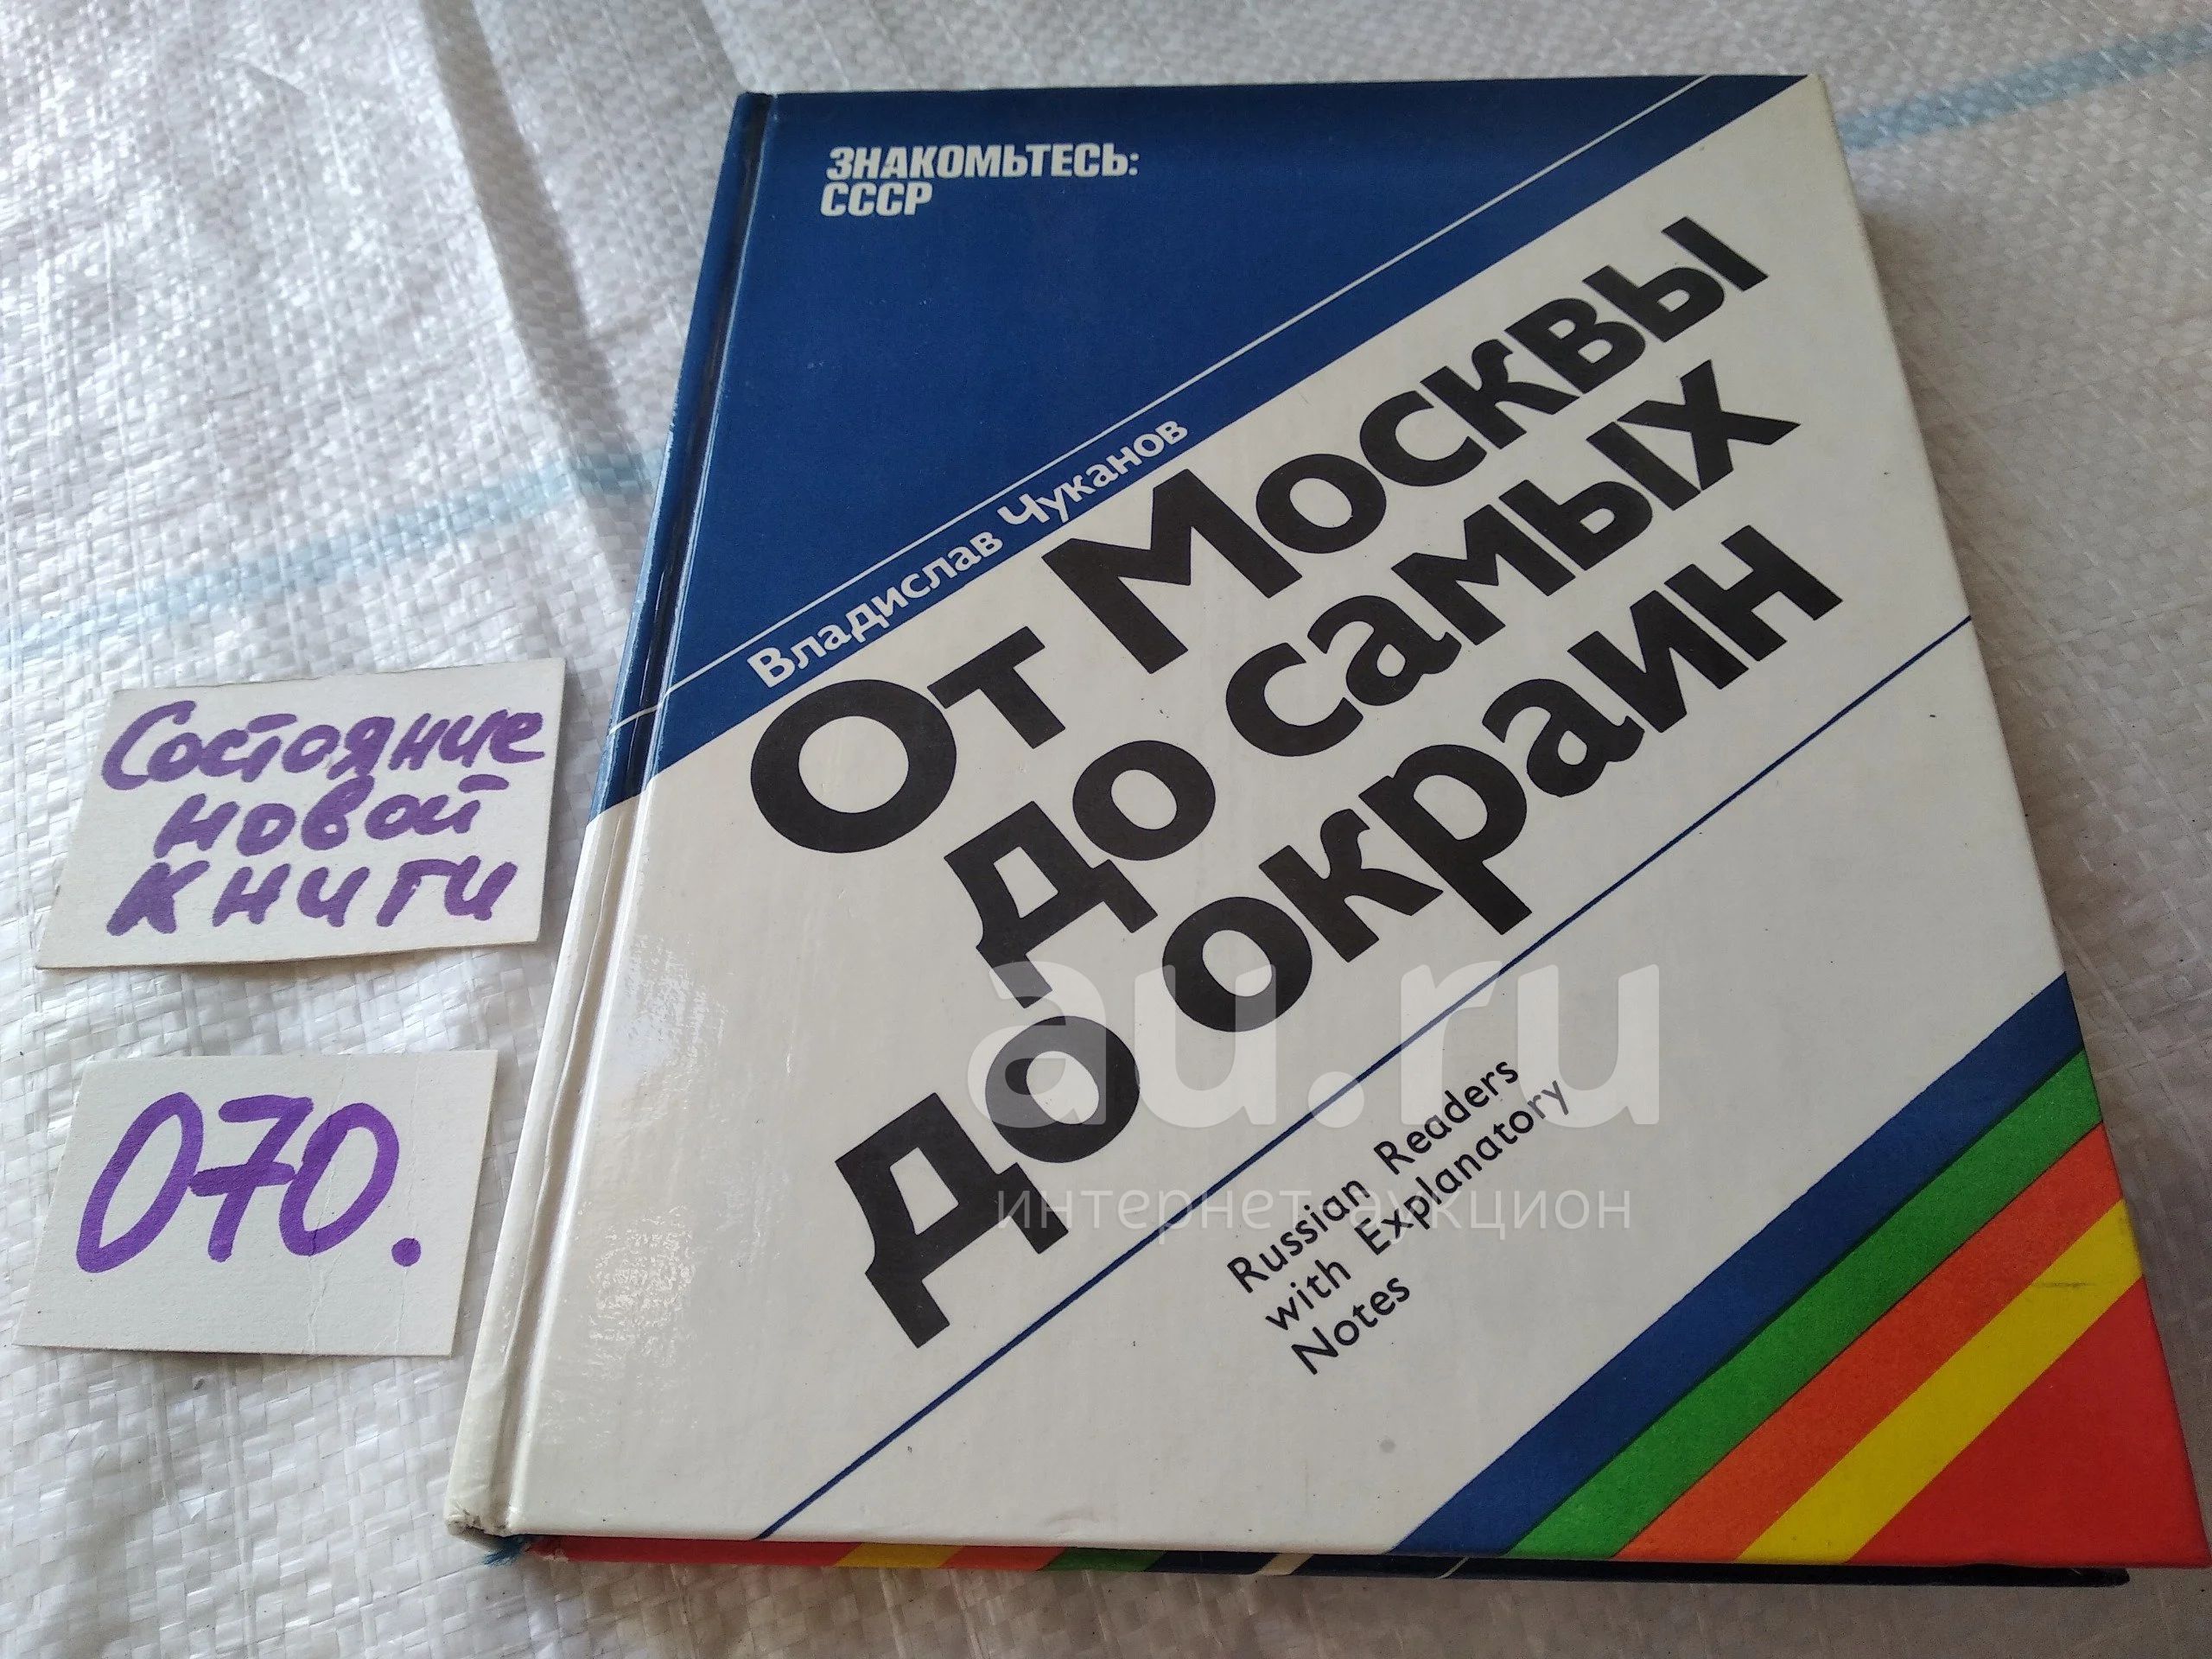 ЗНАКОМЬТЕСЬ:
СССР
Владислав Чуканов
От Москвы
до самых
до окраин
Russian Readers
with Explanatory
Notes
Состояние
новой
книги
070.
au.ru
интернет-аукцион